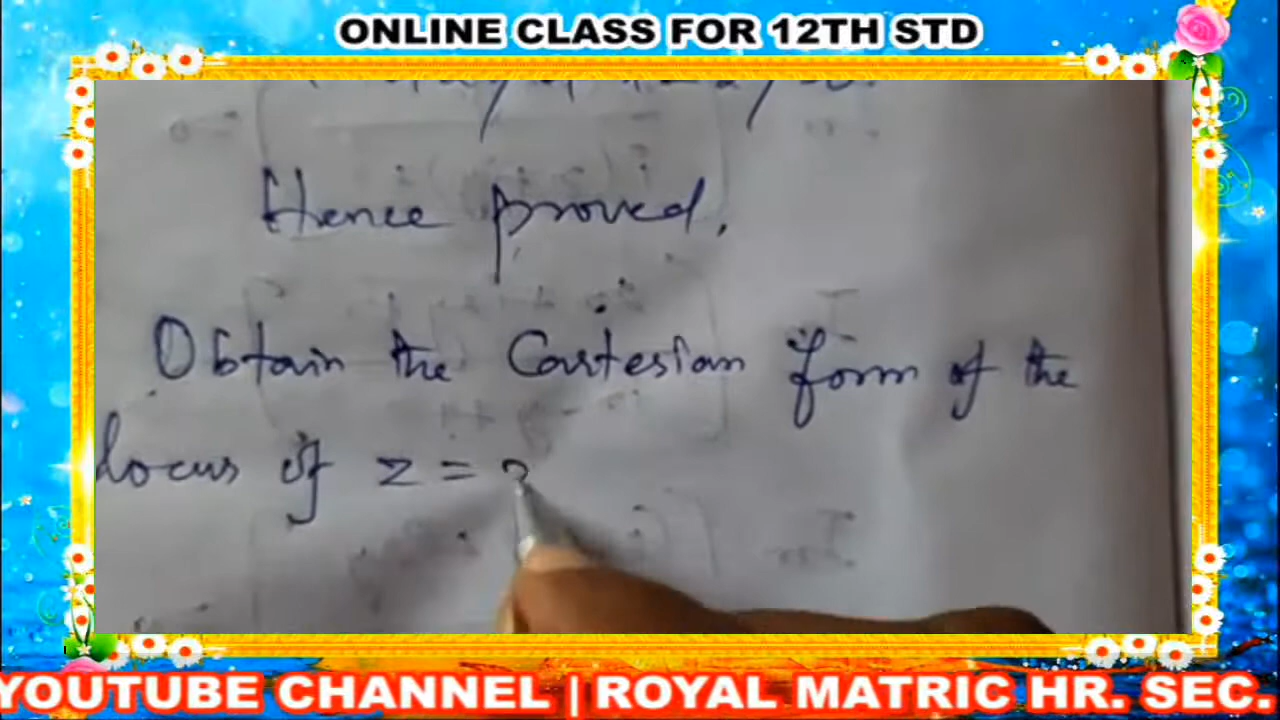 ONLINE CLASS FOR 12TH STD
Hence proved.
Obtain the Cartesian form of the
locus of z =
YOUTUBE CHANNEL | ROYAL MATRIC HR. SEC.